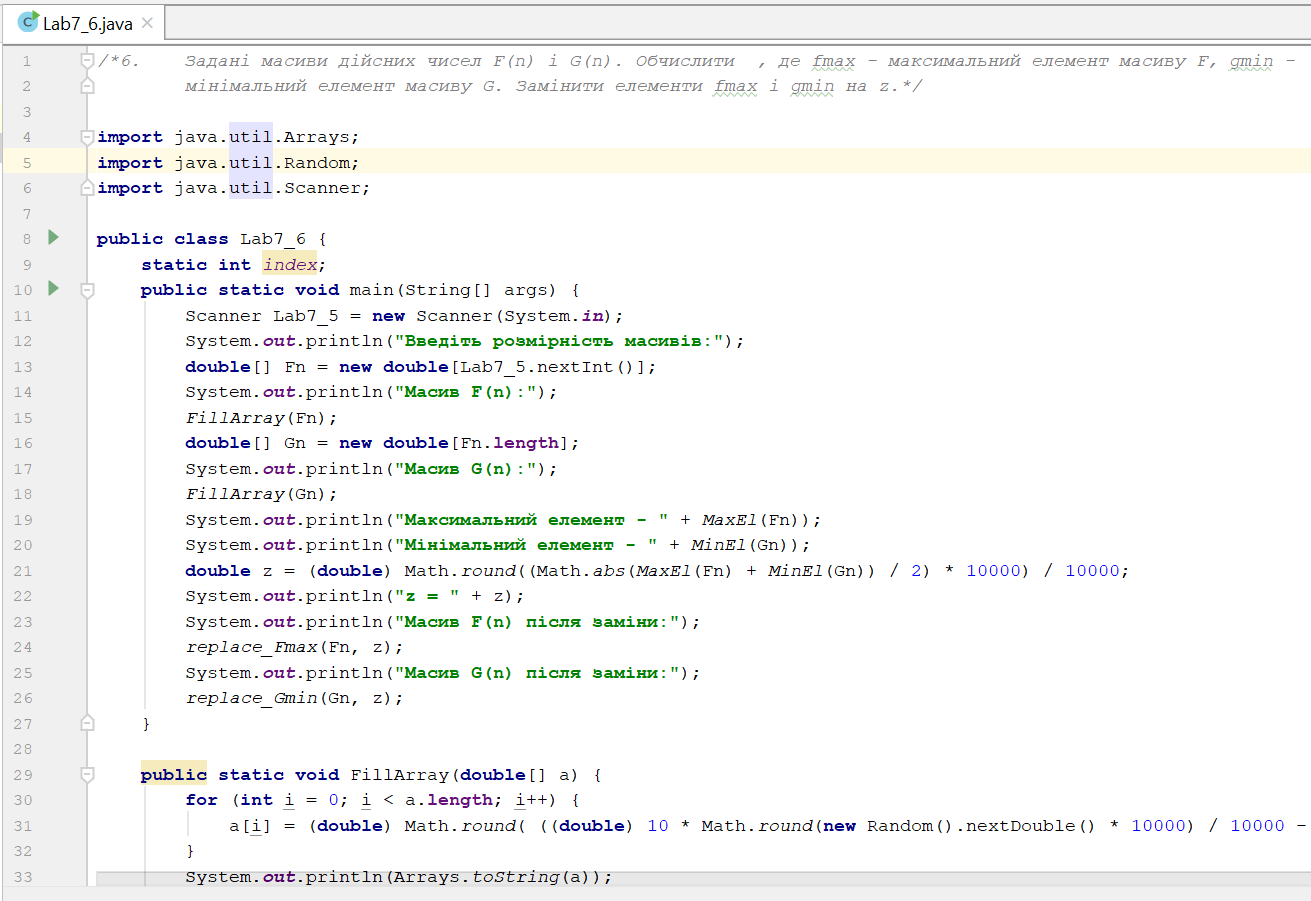 Lab7_6.java
1 /*6. Задані масиви дійсних чисел F(n) і G(n). Обчислити , де fmax - максимальний елемент масиву F, gmin -
2 мінімальний елемент масиву G. Замінити елементи fmax і gmin на z.*/
3
4 import java.util.Arrays;
5 import java.util.Random;
6 import java.util.Scanner;
7
8 public class Lab7_6 {
9 static int index;
10 public static void main(String[] args) {
11 Scanner Lab7_5 = new Scanner(System.in);
12 System.out.println("Введіть розмірність масивів:");
13 double[] Fn = new double[Lab7_5.nextInt()];
14 System.out.println("Масив F(n):");
15 FillArray(Fn);
16 double[] Gn = new double[Fn.length];
17 System.out.println("Масив G(n):");
18 FillArray(Gn);
19 System.out.println("Максимальний елемент - " + MaxEl(Fn));
20 System.out.println("Мінімальний елемент - " + MinEl(Gn));
21 double z = (double) Math.round((Math.abs(MaxEl(Fn) + MinEl(Gn)) / 2) * 10000) / 10000;
22 System.out.println("z = " + z);
23 System.out.println("Масив F(n) після заміни:");
24 replace_Fmax(Fn, z);
25 System.out.println("Масив G(n) після заміни:");
26 replace_Gmin(Gn, z);
27 }
28
29 public static void FillArray(double[] a) {
30 for (int i = 0; i < a.length; i++) {
31 a[i] = (double) Math.round( ((double) 10 * Math.round(new Random().nextDouble() * 10000) / 10000 -
32 }
33 System.out.println(Arrays.toString(a));